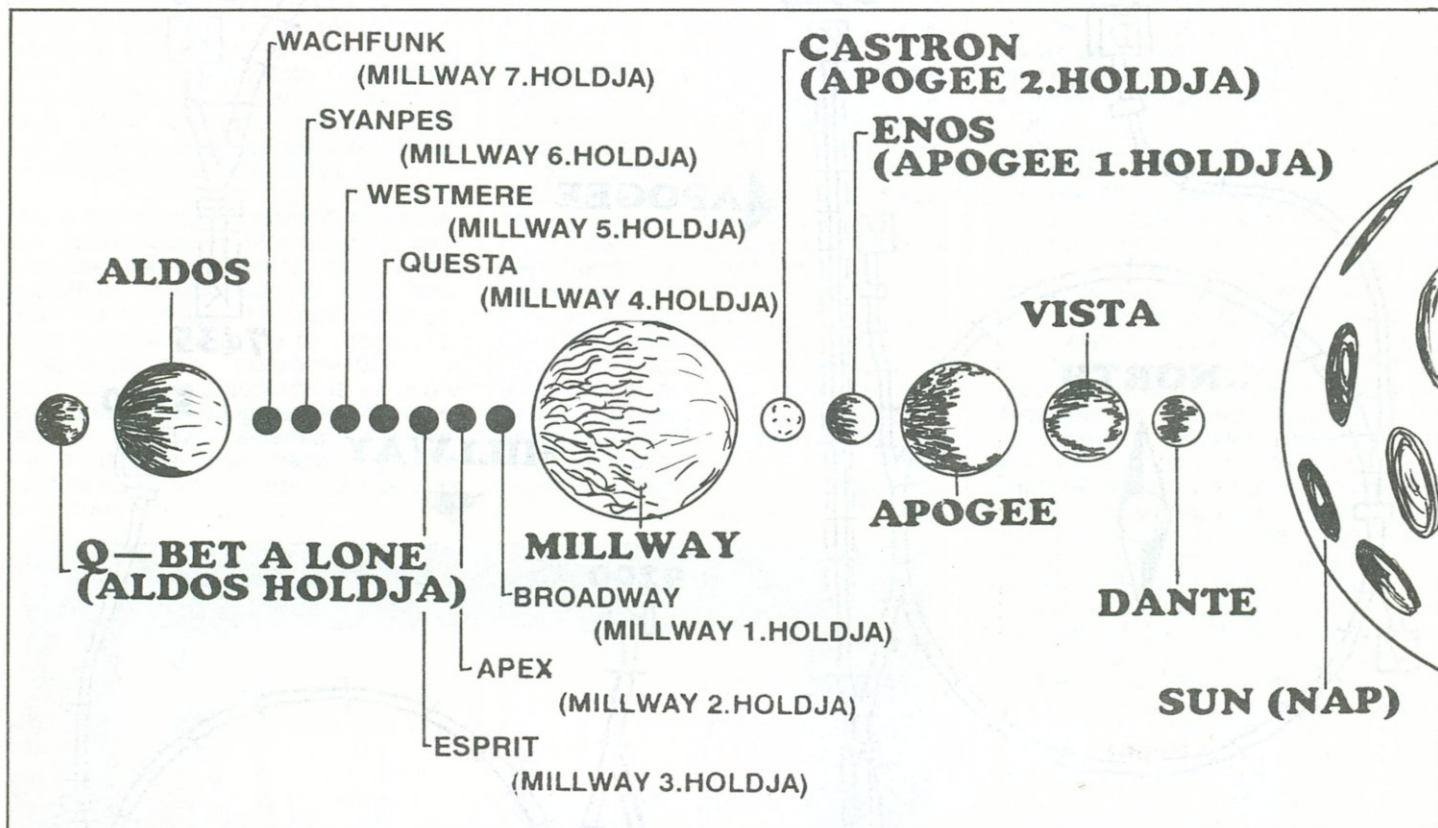 WACHFUNK
(MILLWAY 7.HOLDJA)
SYANPES
(MILLWAY 6.HOLDJA)
WESTMERE
(MILLWAY 5.HOLDJA)
QUESTA
(MILLWAY 4.HOLDJA)
CASTRON
(APOGEE 2.HOLDJA)
ENOS
(APOGEE 1.HOLDJA)
ALDOS
VISTA
Q—BET A LONE
(ALDOS HOLDJA)
MILLWAY
APOGEE
DANTE
SUN (NAP)
BROADWAY
(MILLWAY 1.HOLDJA)
APEX
(MILLWAY 2.HOLDJA)
ESPRIT
(MILLWAY 3.HOLDJA)